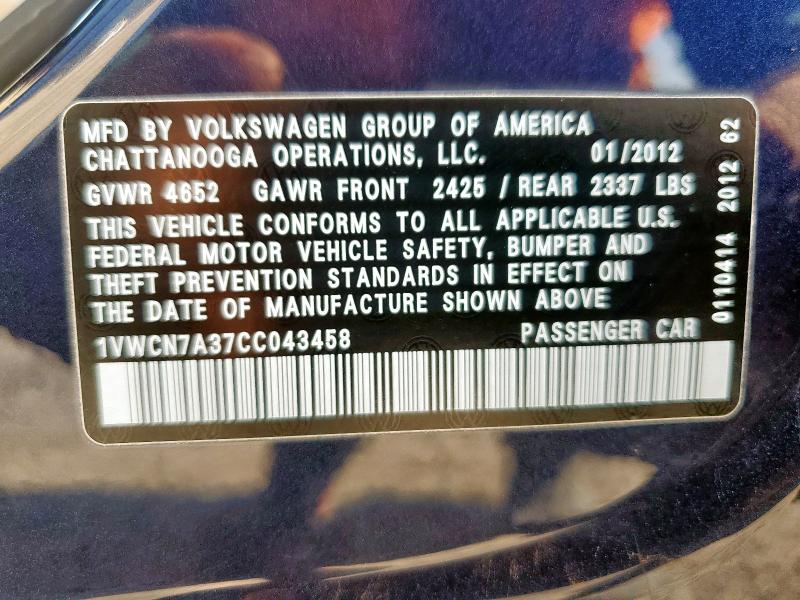 MFD BY VOLKSWAGEN GROUP OF AMERICA
CHATTANOOGA OPERATIONS, LLC. 01/2012
GVWR 4652 GAWR FRONT 2425 / REAR 2337 LBS
THIS VEHICLE CONFORMS TO ALL APPLICABLE U.S.
FEDERAL MOTOR VEHICLE SAFETY, BUMPER AND
THEFT PREVENTION STANDARDS IN EFFECT ON
THE DATE OF MANUFACTURE SHOWN ABOVE
1VWCN7A37CC043458 PASSENGER CAR
0110414 2012 62